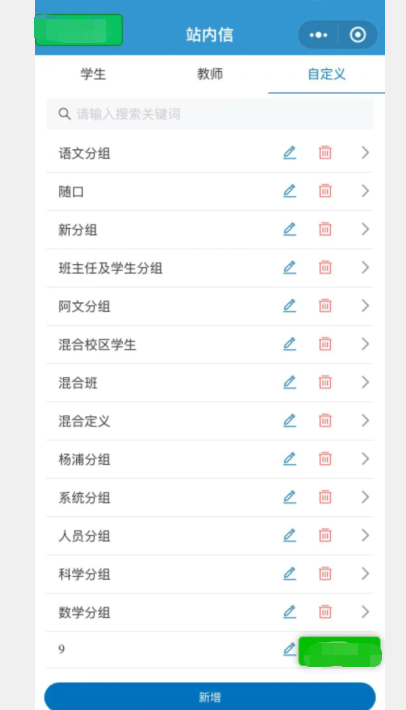 站内信
学生 教师 自定义
请输入搜索关键词
语文分组
随口
新分组
班主任及学生分组
阿文分组
混合校区学生
混合班
混合定义
杨浦分组
系统分组
人员分组
科学分组
数学分组
9
新增